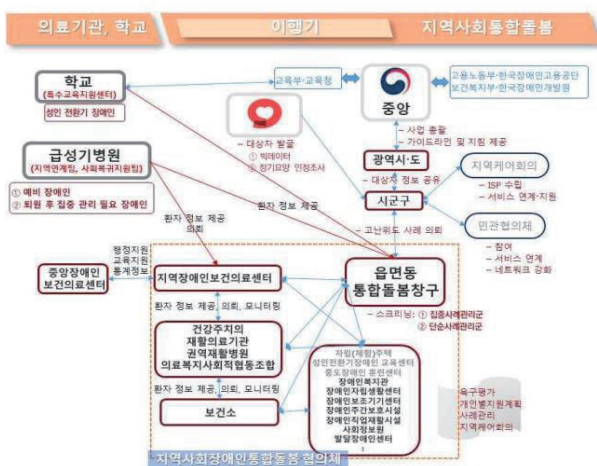 의료기관, 학교
이행기
지역사회통합돌봄
학교
(특수교육지원센터)
성인 전환기 장애인
교육부·교육청
중앙
고용노동부·한국장애인고용공단
보건복지부·한국장애인개발원
– 대상자 발굴
① 빅데이터
② 장기요양 인정조사
– 사업 총괄
– 가이드라인 및 지침 제공
광역시·도
– 대상자 정보 공유
시군구
지역케어회의
– ISP 수립
– 서비스 연계·지원
민관협의체
– 참여
– 서비스 연계
– 네트워크 강화
급성기병원
(지역연계팀, 사회복귀지원팀)
① 예비 장애인
② 퇴원 후 집중 관리 필요 장애인
환자 정보 제공
의뢰
환자 정보 제공
– 고난위도 사례 의뢰
행정지원
교육지원
통계정보
중앙장애인
보건의료센터
지역장애인보건의료센터
읍면동
통합돌봄창구
– 스크리닝: ① 집중사례관리군
② 단순사례관리군
환자 정보 제공, 의뢰, 모니터링
건강주치의
재활의료기관
권역재활병원
의료복지사회적협동조합
환자 정보 제공, 의뢰, 모니터링
보건소
자립(체험)주택
성인전환기장애인 교육센터
중도장애인 훈련센터
장애인복지관
장애인자립생활센터
장애인보조기기센터
장애인주간보호시설
장애인직업재활시설
사회정보원
발달장애인센터
⋮
욕구평가
개인별지원계획
사례관리
지역케어회의
지역사회장애인통합돌봄 협의체